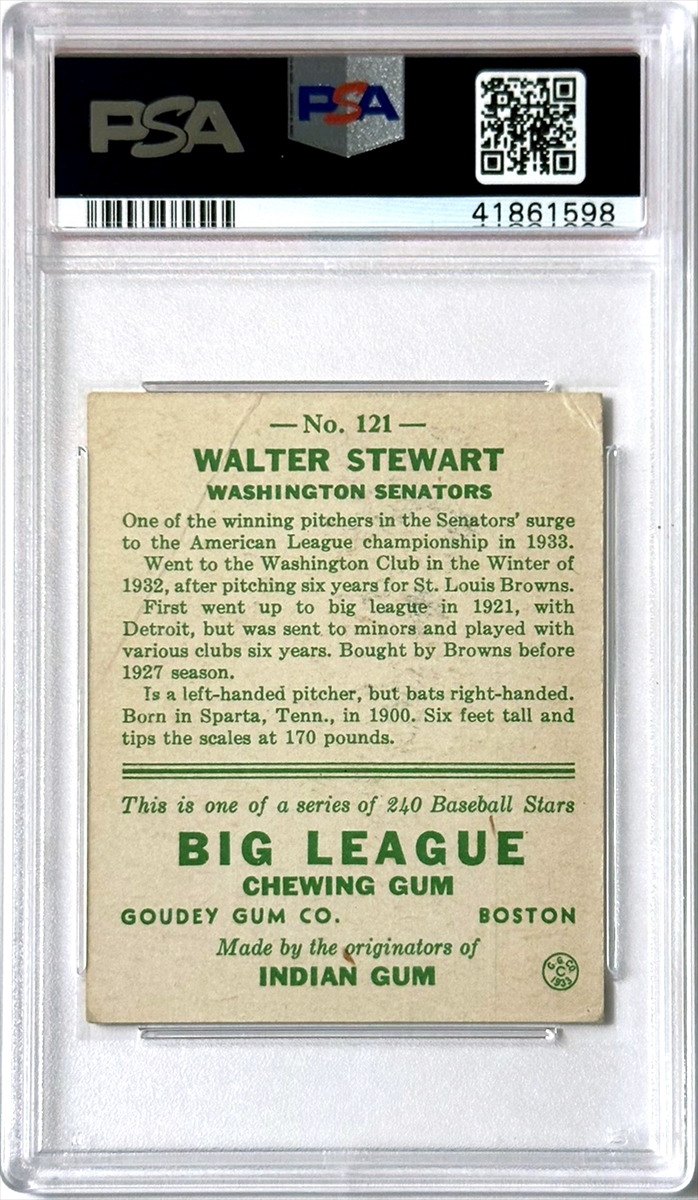 PSA
PSA
41861598
— No. 121 —
WALTER STEWART
WASHINGTON SENATORS
One of the winning pitchers in the Senators' surge
to the American League championship in 1933.
Went to the Washington Club in the Winter of
1932, after pitching six years for St. Louis Browns.
First went up to big league in 1921, with
Detroit, but was sent to minors and played with
various clubs six years. Bought by Browns before
1927 season.
Is a left-handed pitcher, but bats right-handed.
Born in Sparta, Tenn., in 1900. Six feet tall and
tips the scales at 170 pounds.
This is one of a series of 240 Baseball Stars
BIG LEAGUE
CHEWING GUM
GOUDEY GUM CO. BOSTON
Made by the originators of
INDIAN GUM
G. G. CO.
C
1933